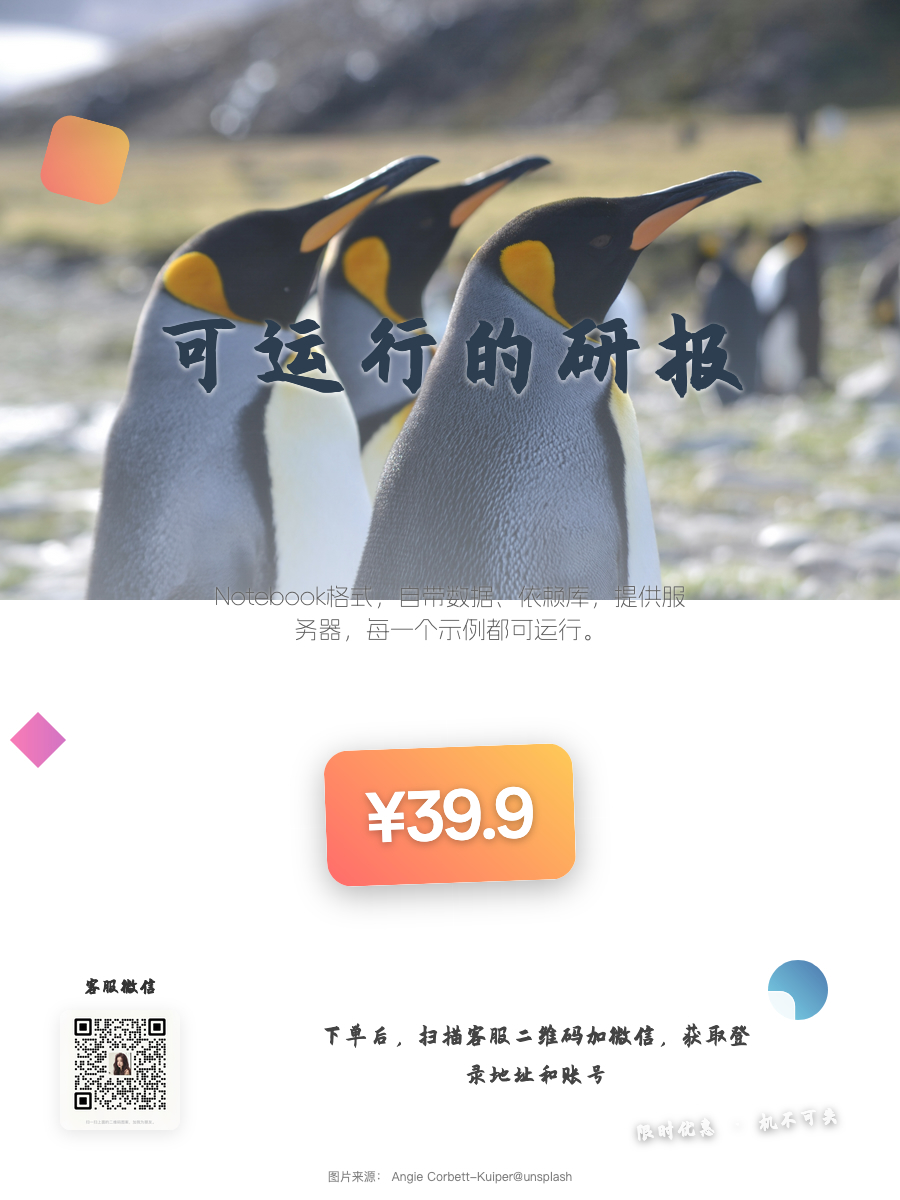 可运行的研报
Notebook格式，自带数据、依赖库，提供服
务器，每一个示例都可运行。
¥39.9
客服微信
下单后，扫描客服二维码加微信，获取登
录地址和账号
限时优惠 · 机不可失
图片来源： Angie Corbett-Kuiper@unsplash